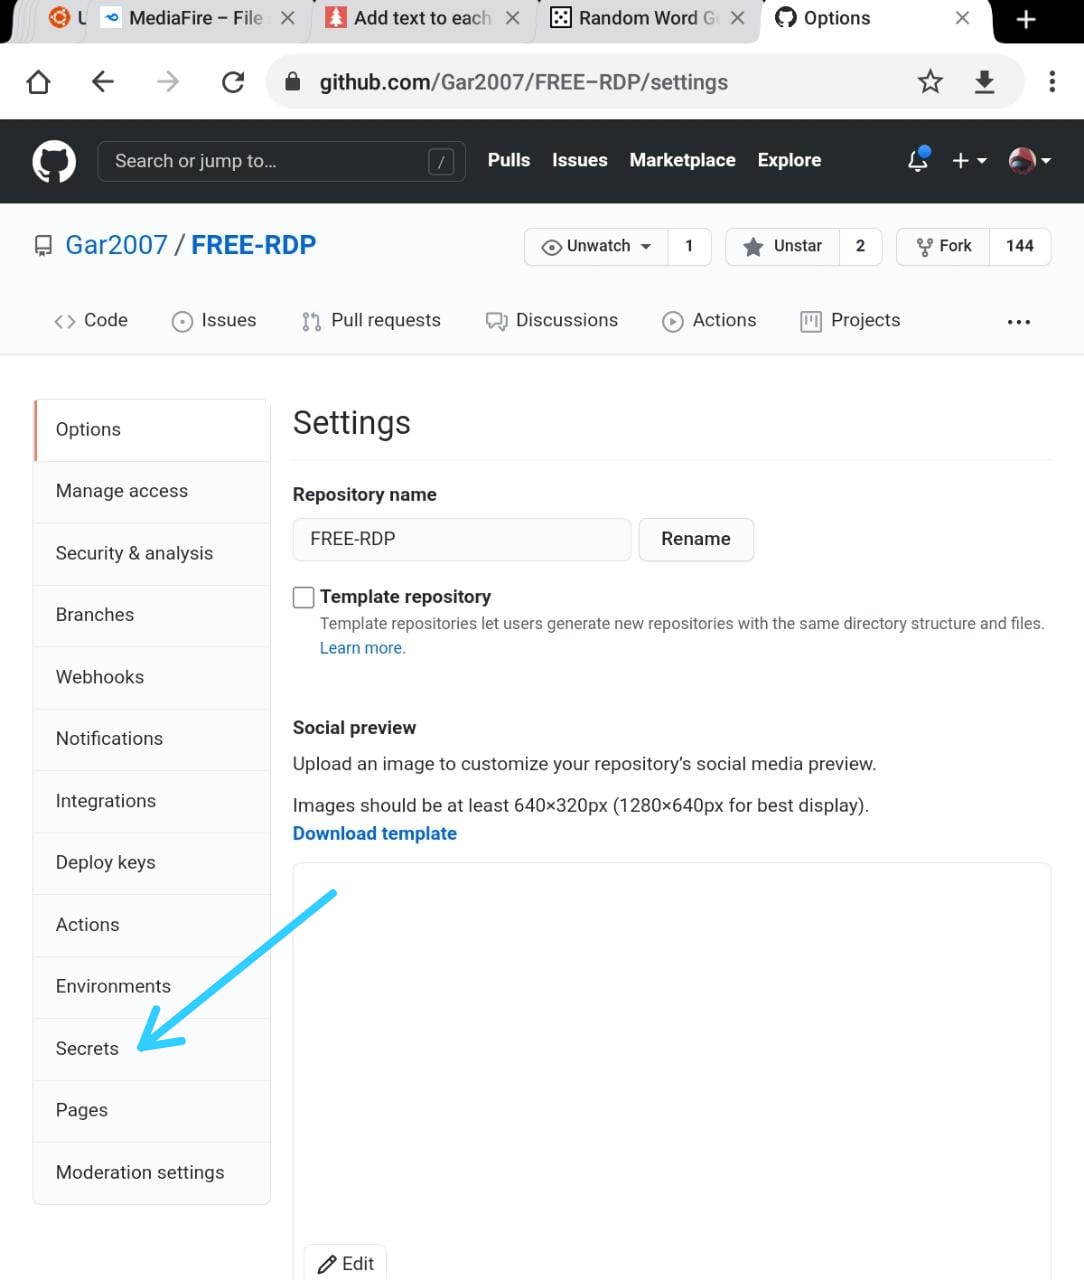 U
MediaFire – File
Add text to each
Random Word G
Options
github.com/Gar2007/FREE-RDP/settings
Search or jump to…
/
Pulls
Issues
Marketplace
Explore
Gar2007 / FREE-RDP
Unwatch
1
Unstar
2
Fork
144
Code
Issues
Pull requests
Discussions
Actions
Projects
Options
Manage access
Security & analysis
Branches
Webhooks
Notifications
Integrations
Deploy keys
Actions
Environments
Secrets
Pages
Moderation settings
Settings
Repository name
FREE-RDP
Rename
Template repository
Template repositories let users generate new repositories with the same directory structure and files.
Learn more.
Social preview
Upload an image to customize your repository’s social media preview.
Images should be at least 640×320px (1280×640px for best display).
Download template
Edit